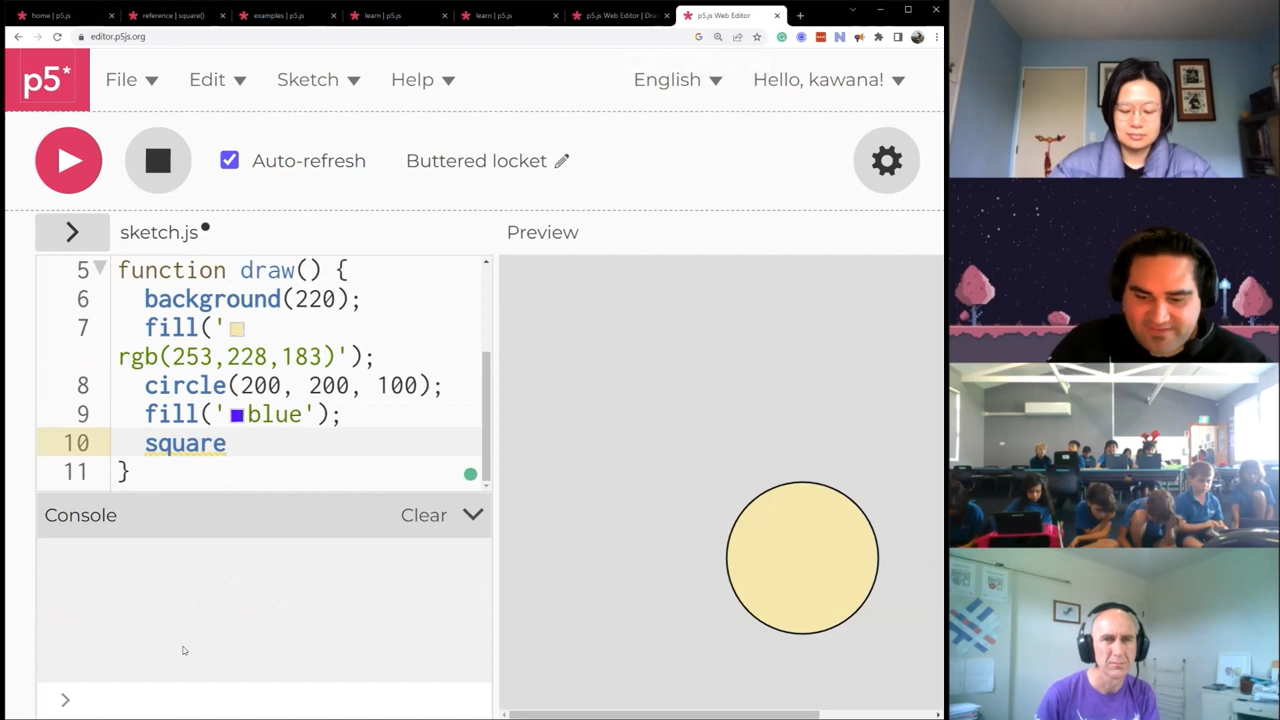 home | p5.js
reference | square()
examples | p5.js
learn | p5.js
learn | p5.js
p5.js Web Editor | Dra
p5.js Web Editor
editor.p5js.org
p5* File Edit Sketch Help English Hello, kawana!
Auto-refresh Buttered locket
sketch.js
Preview
5 function draw() {
6 background(220);
7 fill('
rgb(253,228,183)');
8 circle(200, 200, 100);
9 fill('blue');
10 square
11 }
Console Clear